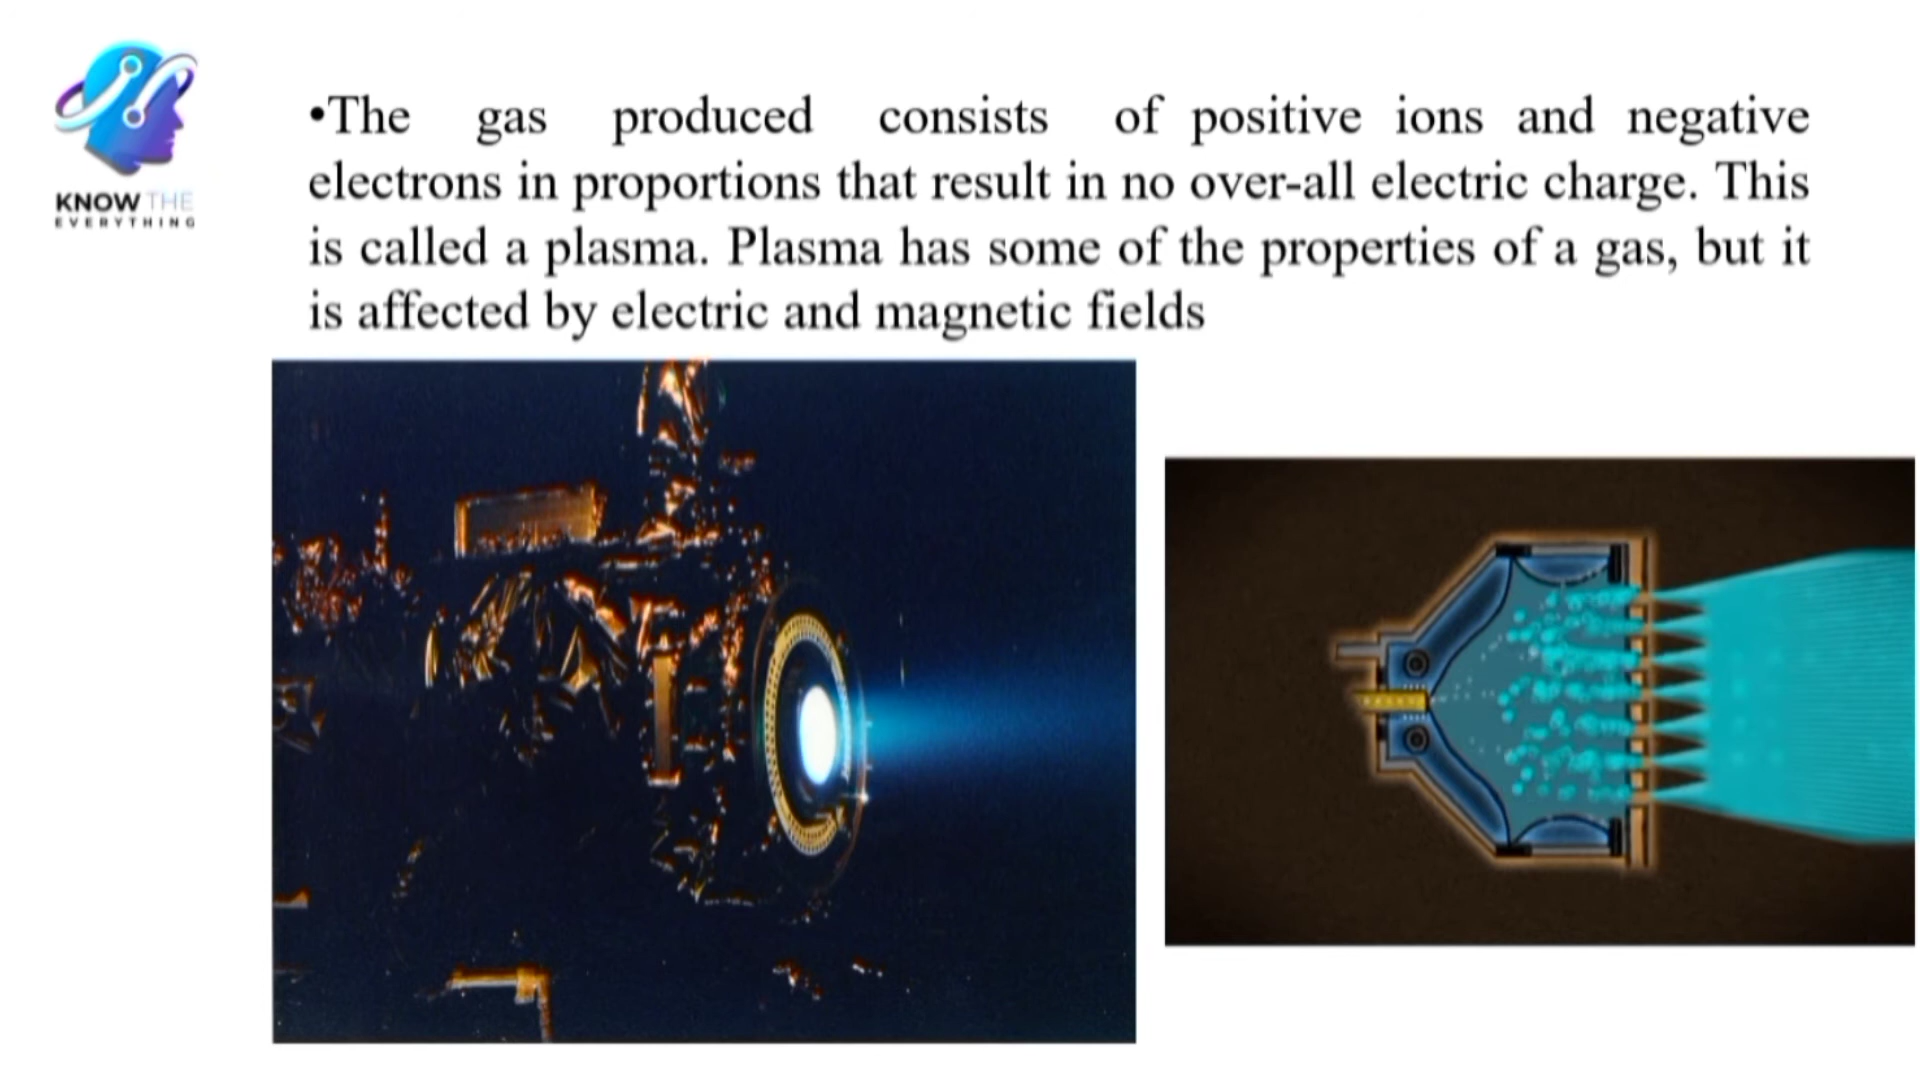 KNOW THE
EVERYTHING
•The gas produced consists of positive ions and negative
electrons in proportions that result in no over-all electric charge. This
is called a plasma. Plasma has some of the properties of a gas, but it
is affected by electric and magnetic fields